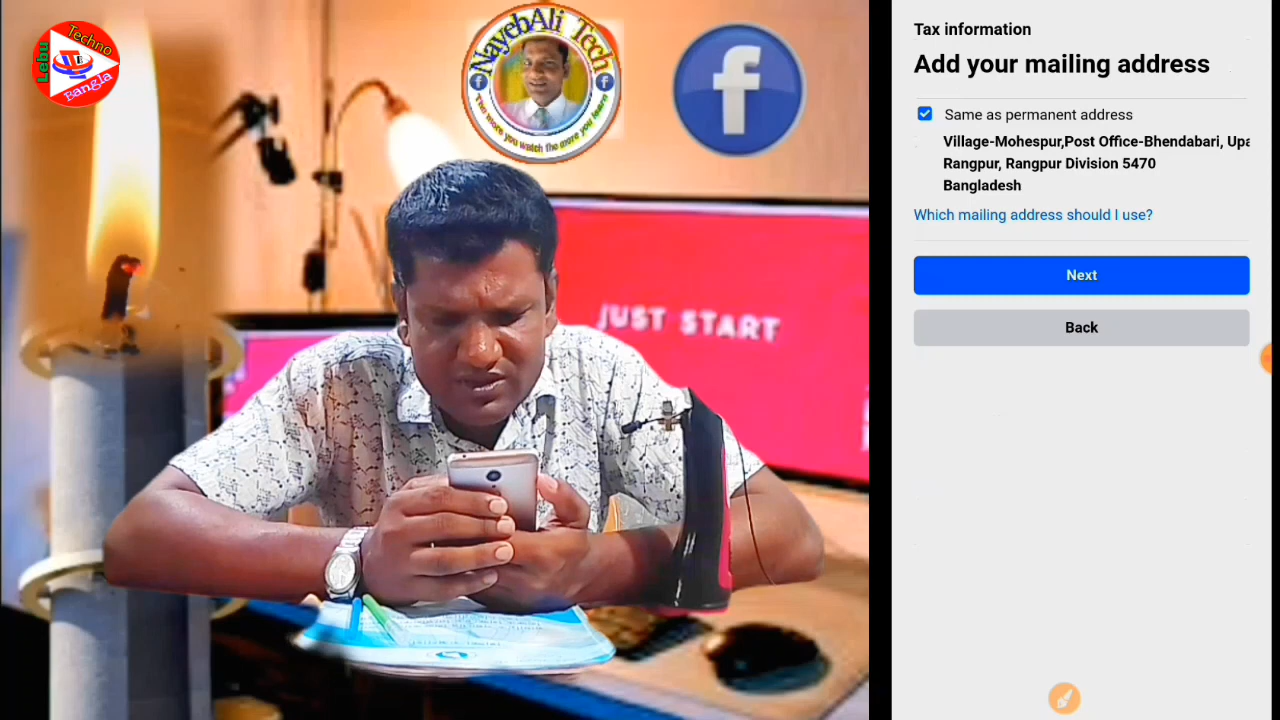 Lebu
Techno
Bangla
NayebAli Tech
The more you watch the more you learn
f
JUST START
Tax information
Add your mailing address
Same as permanent address
Village-Mohespur,Post Office-Bhendabari, Upa
Rangpur, Rangpur Division 5470
Bangladesh
Which mailing address should I use?
Next
Back